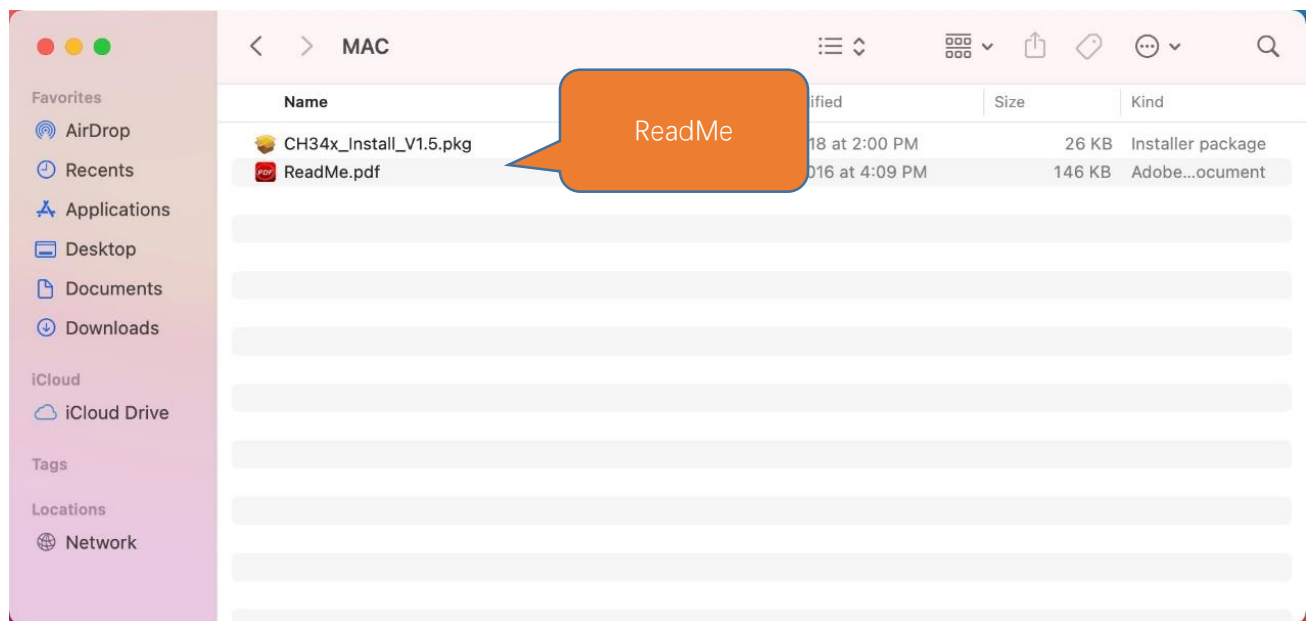 MAC
Favorites
AirDrop
Recents
Applications
Desktop
Documents
Downloads
iCloud
iCloud Drive
Tags
Locations
Network
Name Size Kind
CH34x_Install_V1.5.pkg 18 at 2:00 PM 26 KB Installer package
ReadMe.pdf at 4:09 PM 146 KB Adobe...ocument
ReadMe
PDF